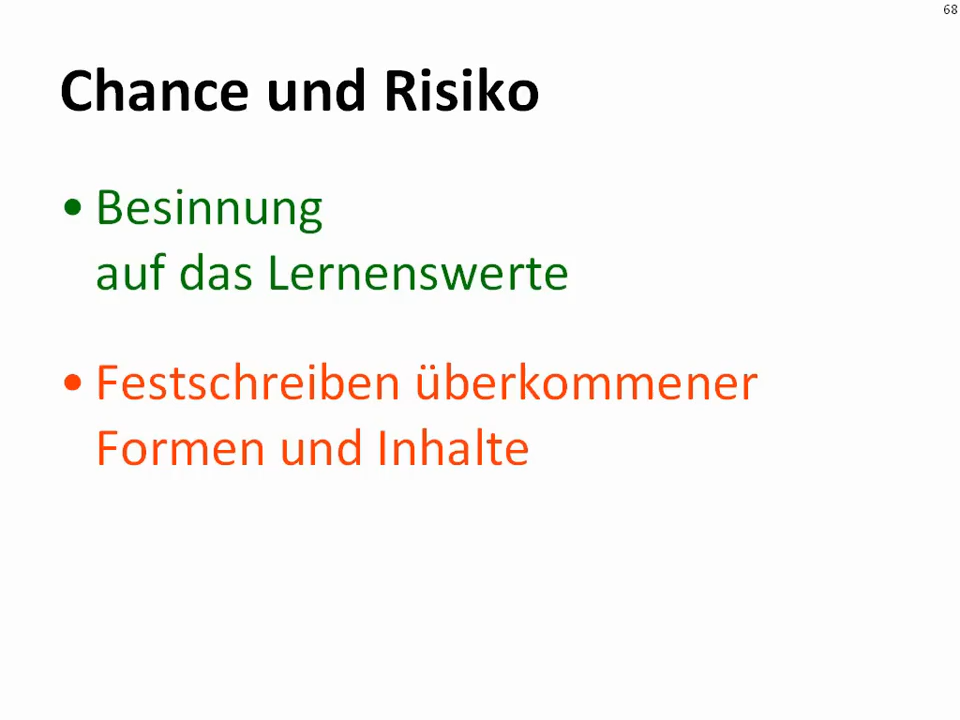 68
Chance und Risiko
• Besinnung
auf das Lernenswerte
• Festschreiben überkommener
Formen und Inhalte